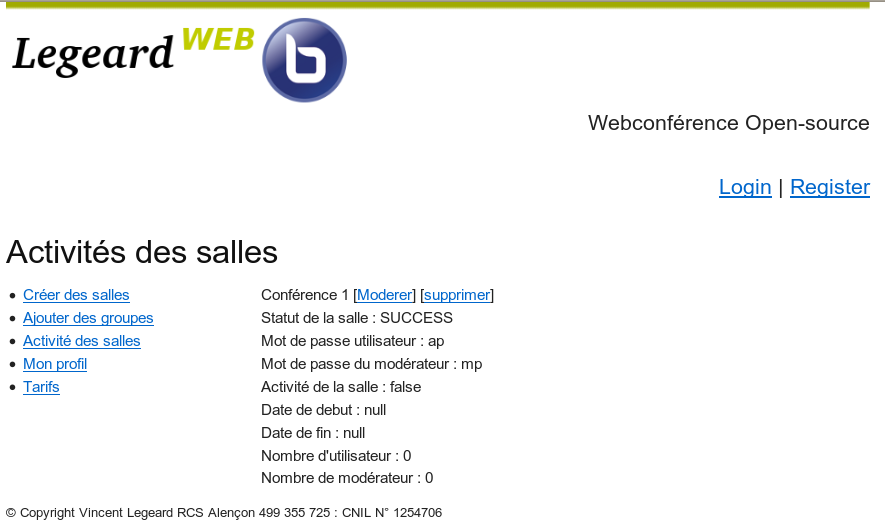 Legeard WEB b
Webconférence Open-source
Login | Register
Activités des salles
• Créer des salles
• Ajouter des groupes
• Activité des salles
• Mon profil
• Tarifs
Conférence 1 [Moderer] [supprimer]
Statut de la salle : SUCCESS
Mot de passe utilisateur : ap
Mot de passe du modérateur : mp
Activité de la salle : false
Date de debut : null
Date de fin : null
Nombre d'utilisateur : 0
Nombre de modérateur : 0
© Copyright Vincent Legeard RCS Alençon 499 355 725 : CNIL N° 1254706